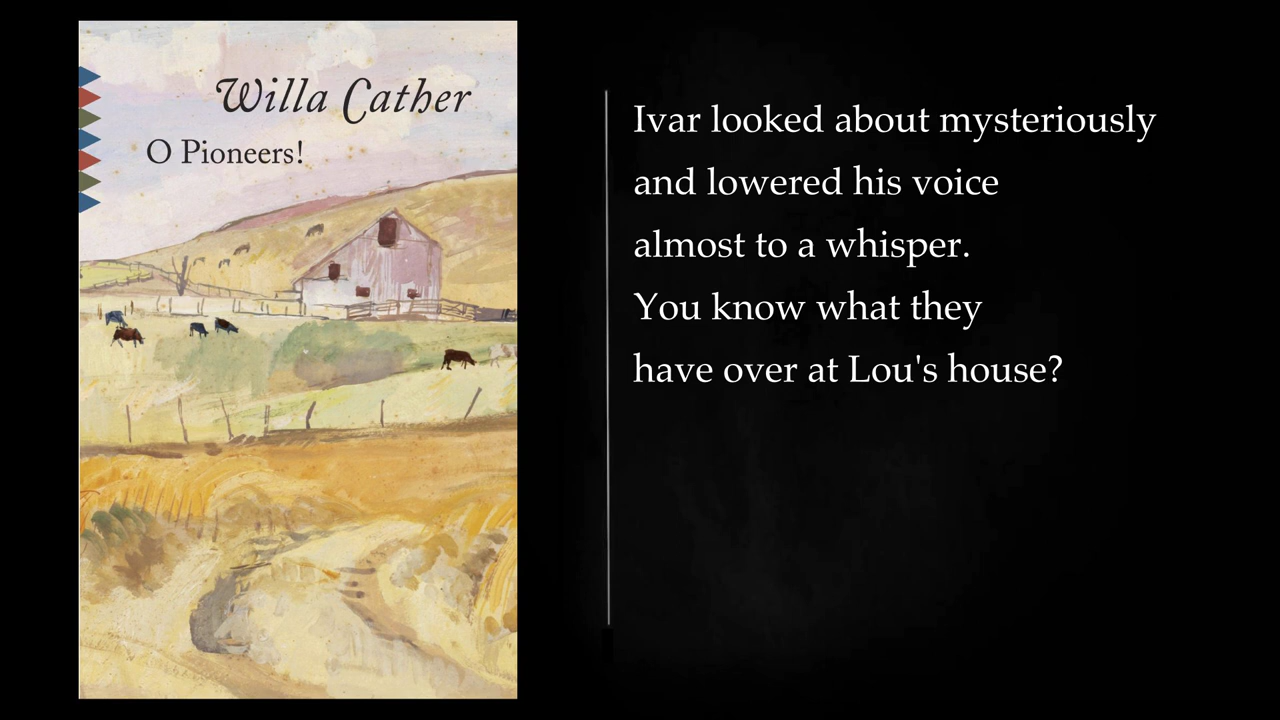 Willa Cather
O Pioneers!
Ivar looked about mysteriously
and lowered his voice
almost to a whisper.
You know what they
have over at Lou's house?